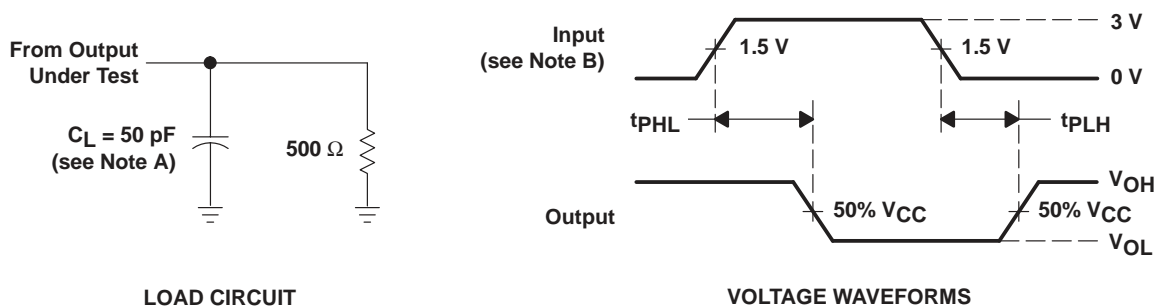 From Output
Under Test
CL = 50 pF
(see Note A)
500 Ω
LOAD CIRCUIT
Input
(see Note B)
1.5 V
1.5 V
3 V
0 V
tPHL
tPLH
Output
50% VCC
50% VCC
VOH
VOL
VOLTAGE WAVEFORMS